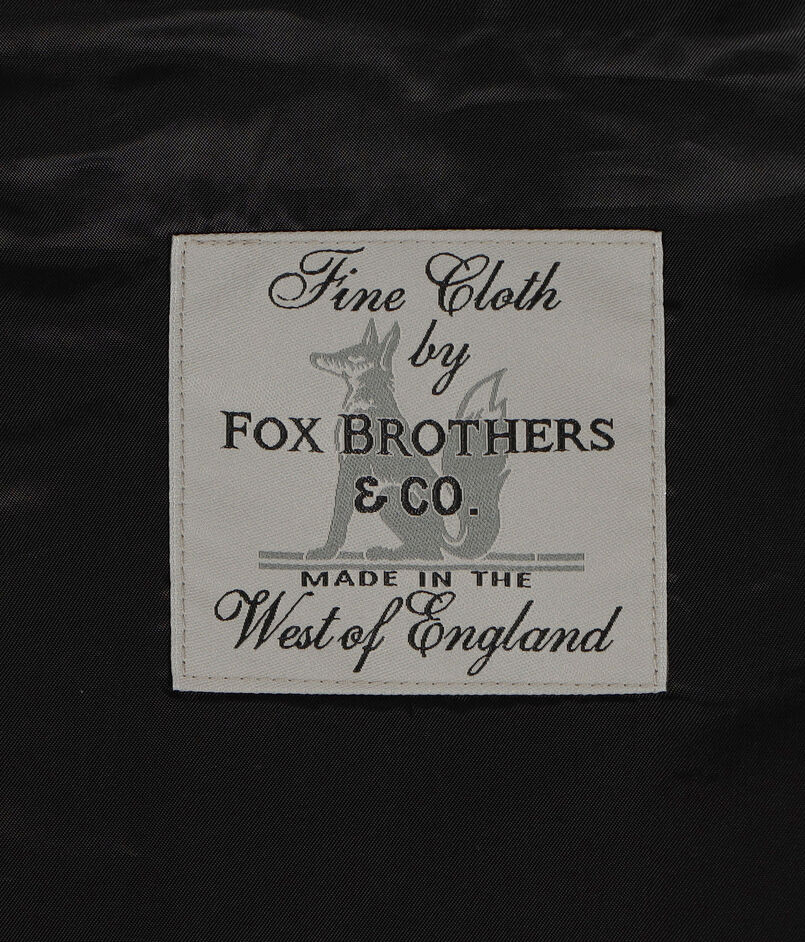 Fine Cloth
by
FOX BROTHERS
& CO.
MADE IN THE
West of England